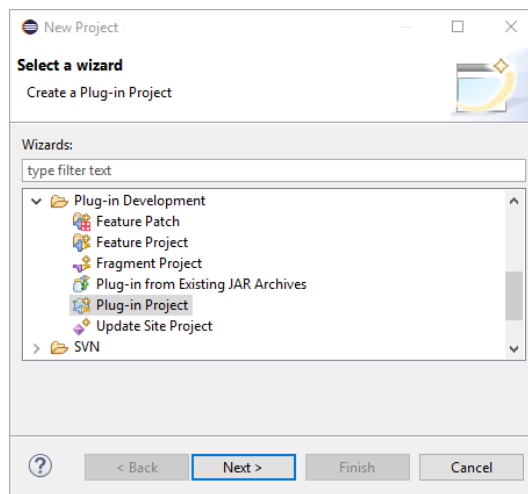 New Project
Select a wizard
Create a Plug-in Project
Wizards:
type filter text
Plug-in Development
Feature Patch
Feature Project
Fragment Project
Plug-in from Existing JAR Archives
Plug-in Project
Update Site Project
SVN
? < Back Next > Finish Cancel